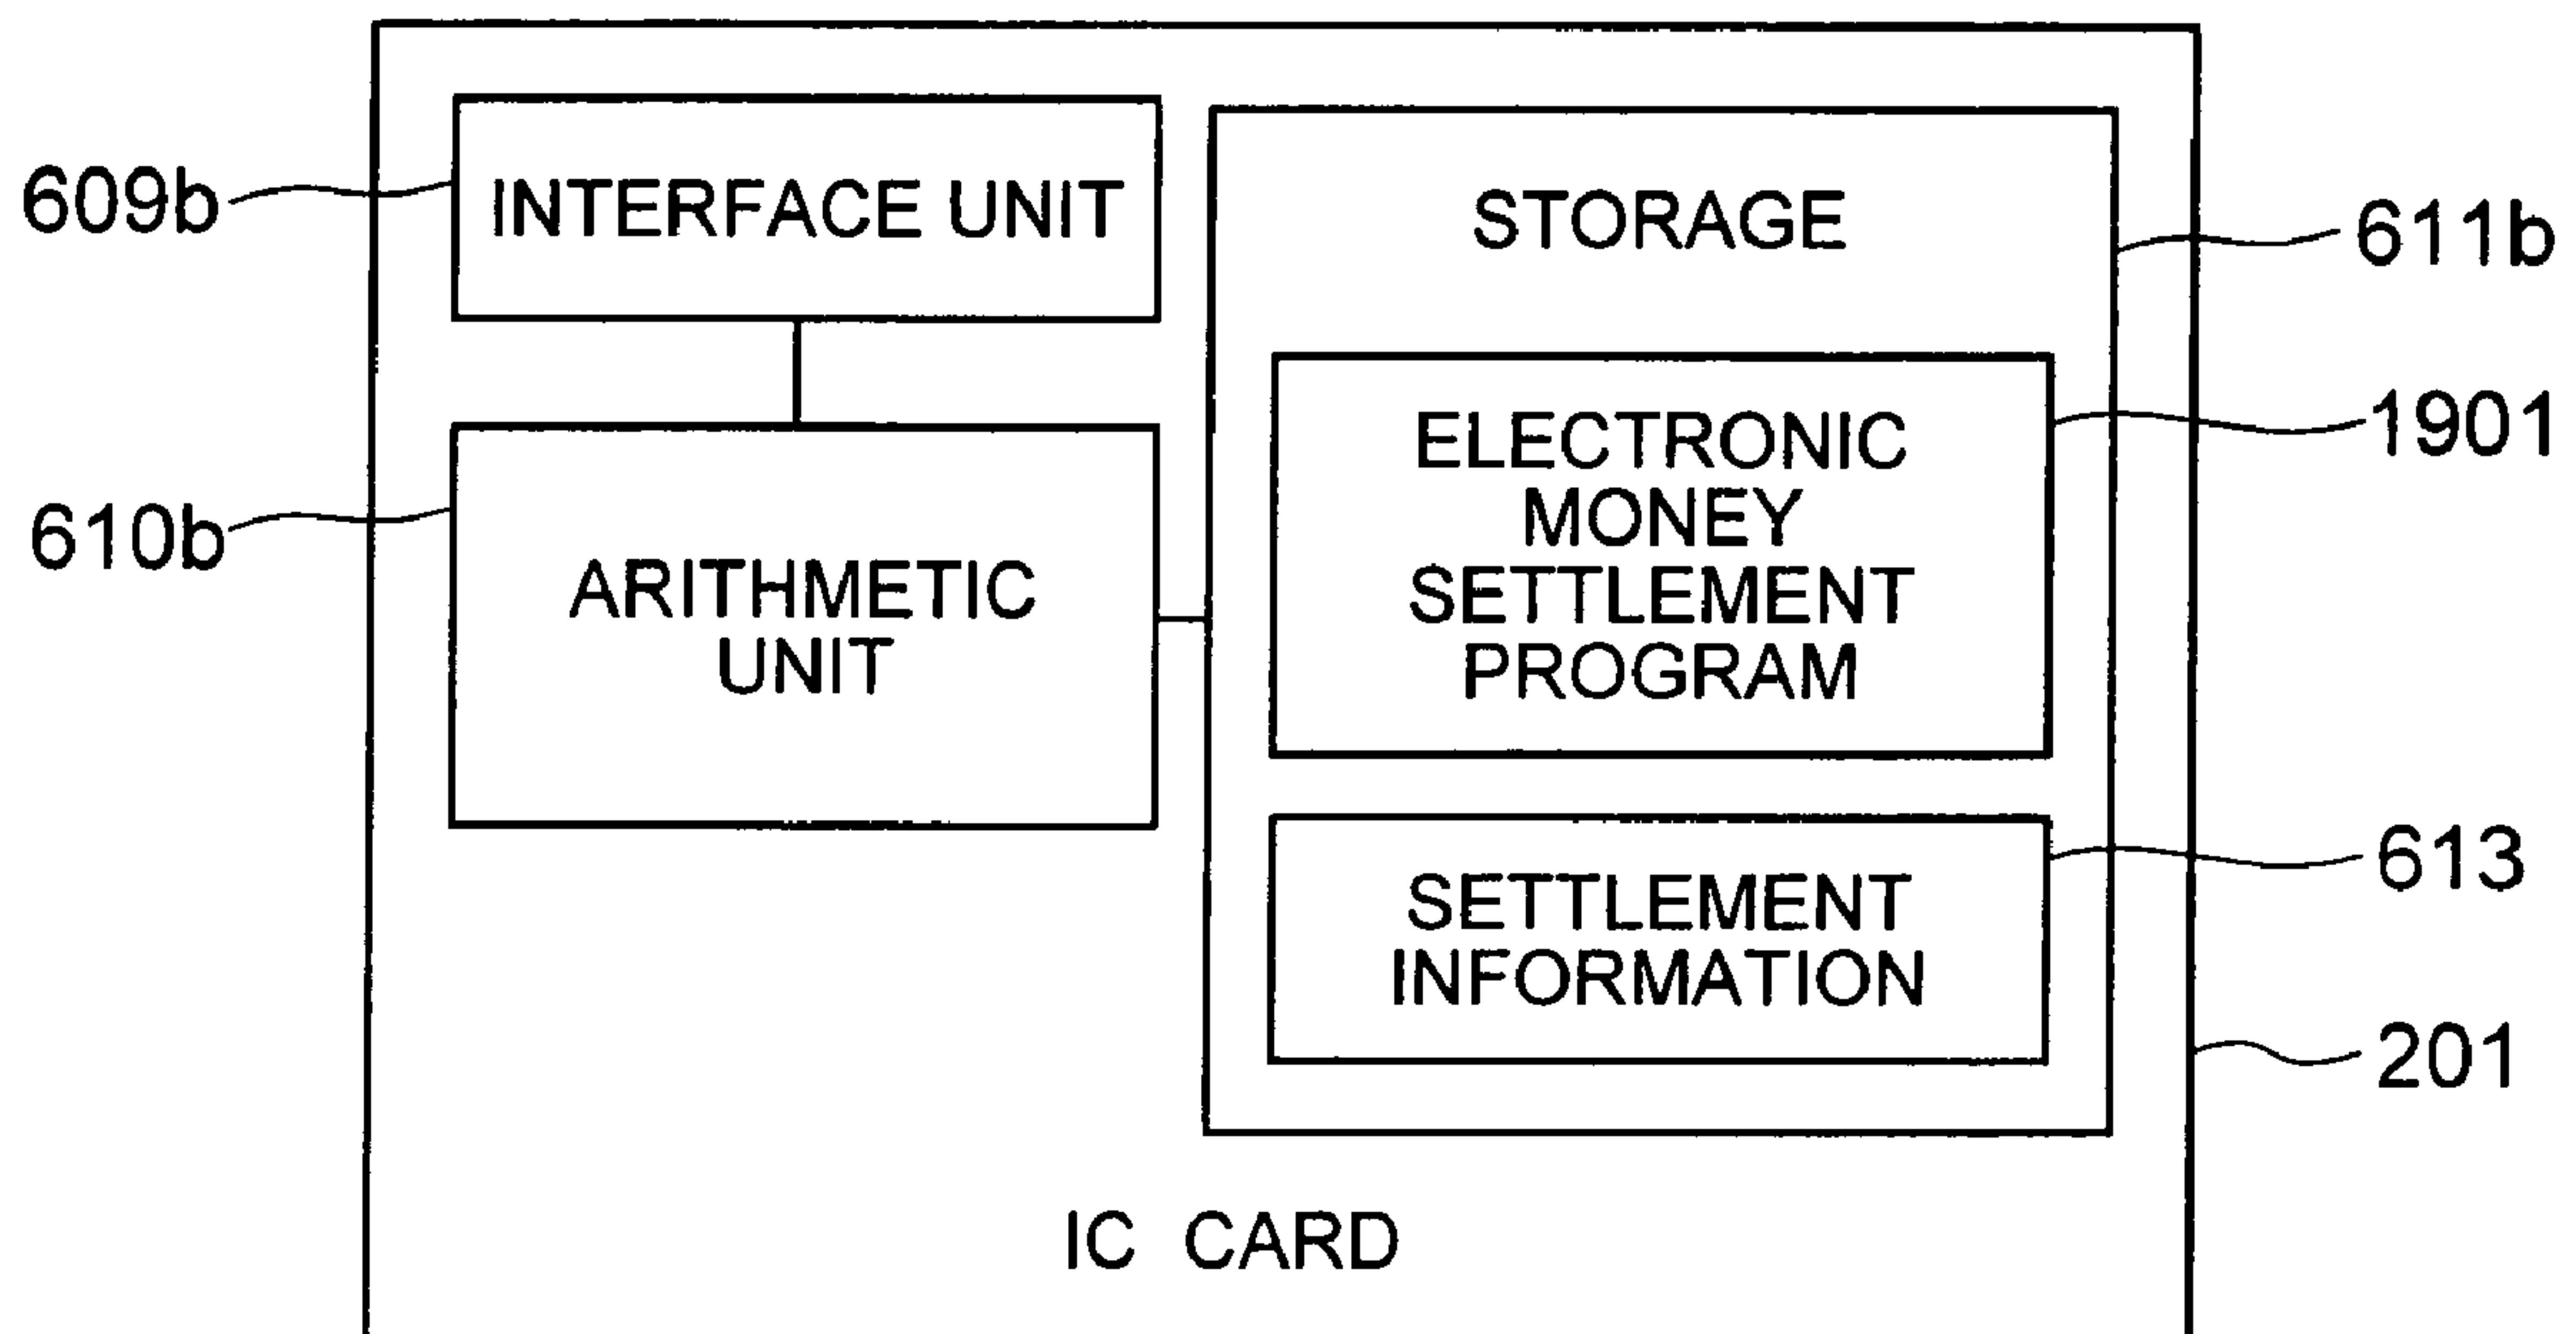 609b
INTERFACE UNIT
610b
ARITHMETIC
UNIT
STORAGE
611b
ELECTRONIC
MONEY
SETTLEMENT
PROGRAM
1901
SETTLEMENT
INFORMATION
613
201
IC CARD